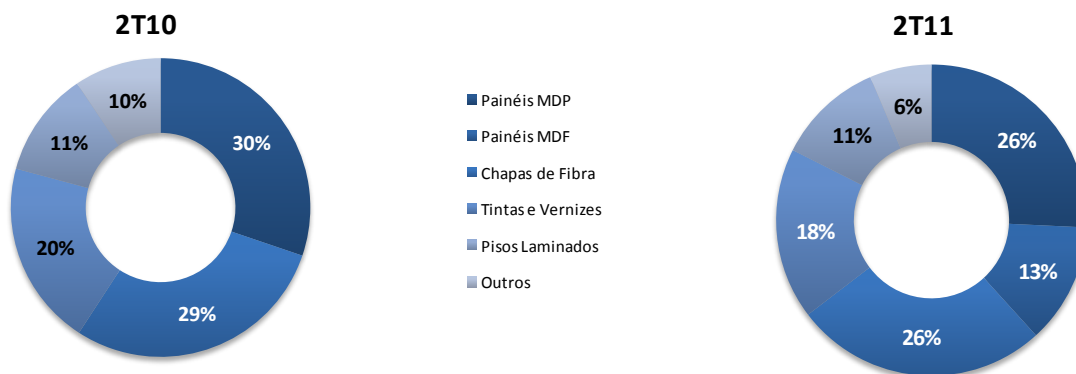 2T10
10%
30%
11%
20%
29%
Painéis MDP
Painéis MDF
Chapas de Fibra
Tintas e Vernizes
Pisos Laminados
Outros
2T11
6%
26%
11%
18%
13%
26%